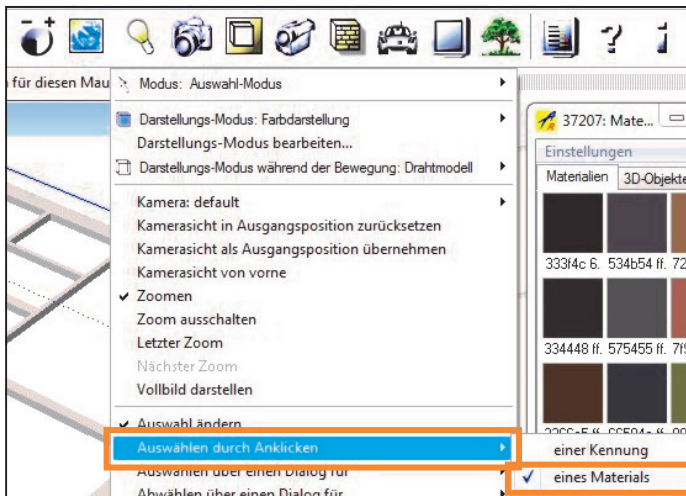 für diesen Mau
Modus: Auswahl-Modus
Darstellungs-Modus: Farbdarstellung
Darstellungs-Modus bearbeiten...
Darstellungs-Modus während der Bewegung: Drahtmodell
Kamera: default
Kamerasicht in Ausgangsposition zurücksetzen
Kamerasicht als Ausgangsposition übernehmen
Kamerasicht von vorne
Zoomen
Zoom ausschalten
Letzter Zoom
Nächster Zoom
Vollbild darstellen
Auswahl ändern
Auswählen durch Anklicken
Auswählen über einen Dialog für
Abwählen über einen Dialog für
einer Kennung
eines Materials
37207: Mate...
Einstellungen
Materialien 3D-Objekte
333f4c 6. 534b54 ff. 72
334448 ff. 575455 ff. 7f9